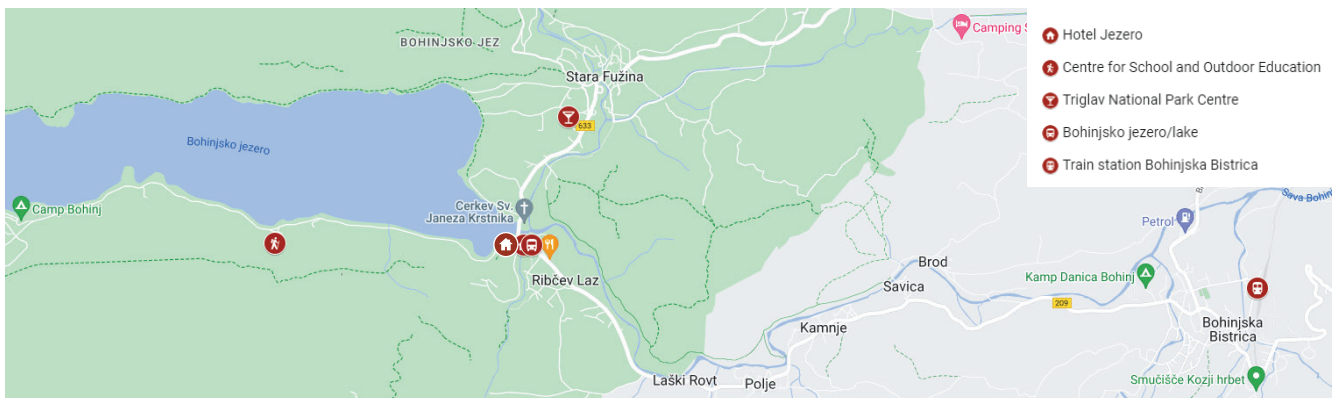 BOHINJSKO JEZ
Camping S
Hotel Jezero
Centre for School and Outdoor Education
Triglav National Park Centre
Bohinjsko jezero/lake
Train station Bohinjska Bistrica
Stara Fužina
633
Bohinjsko jezero
Camp Bohinj
Cerkev Sv.
Janeza Krstnika
Ribčev Laz
Sava Bohinj
Petrol
Brod
Savica
Kamp Danica Bohinj
209
Kamnje
Bohinjska
Bistrica
Laški Rovt
Polje
Smučišče Kozji hrbet